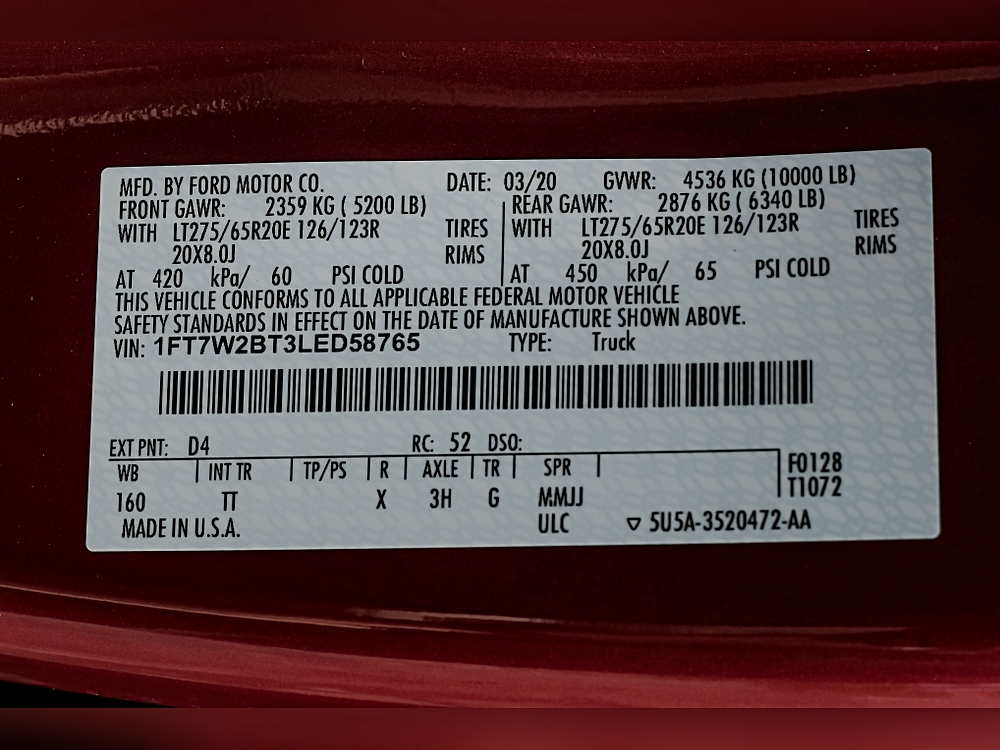 MFD. BY FORD MOTOR CO. DATE: 03/20 GVWR: 4536 KG (10000 LB)
FRONT GAWR: 2359 KG ( 5200 LB) REAR GAWR: 2876 KG ( 6340 LB)
WITH LT275/65R20E 126/123R TIRES WITH LT275/65R20E 126/123R TIRES
20X8.0J RIMS 20X8.0J RIMS
AT 420 kPa/ 60 PSI COLD AT 450 kPa/ 65 PSI COLD
THIS VEHICLE CONFORMS TO ALL APPLICABLE FEDERAL MOTOR VEHICLE
SAFETY STANDARDS IN EFFECT ON THE DATE OF MANUFACTURE SHOWN ABOVE.
VIN: 1FT7W2BT3LED58765 TYPE: Truck
EXT PNT: D4 RC: 52 DSO:
WB INT TR TP/PS R AXLE TR SPR F0128
160 TT X 3H G MMJJ T1072
MADE IN U.S.A. ULC ▽ 5U5A-3520472-AA